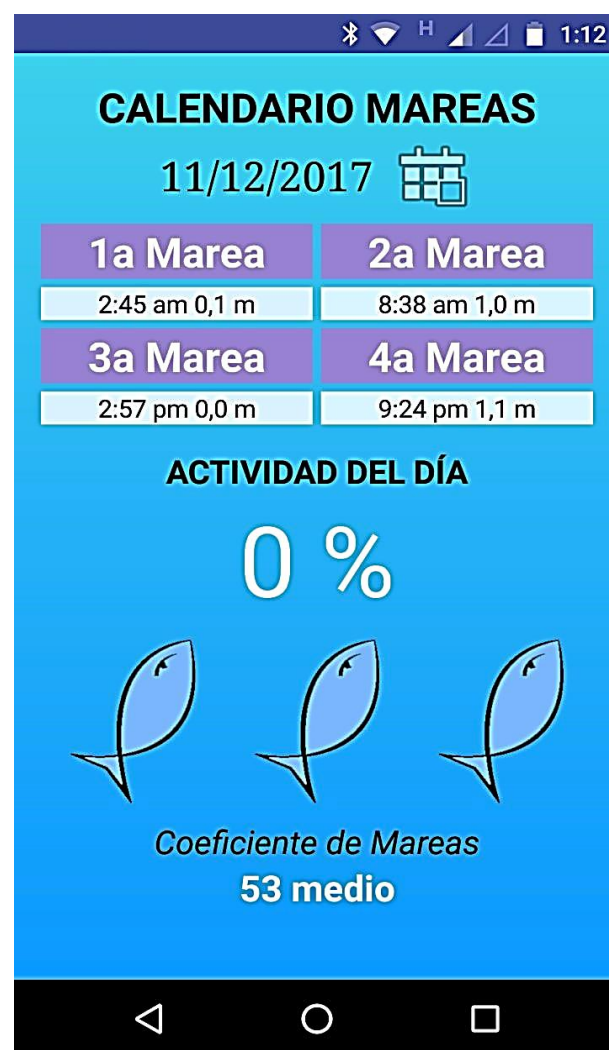 H 1:12
CALENDARIO MAREAS
11/12/2017
1a Marea 2a Marea
2:45 am 0,1 m 8:38 am 1,0 m
3a Marea 4a Marea
2:57 pm 0,0 m 9:24 pm 1,1 m
ACTIVIDAD DEL DÍA
0 %
Coeficiente de Mareas
53 medio